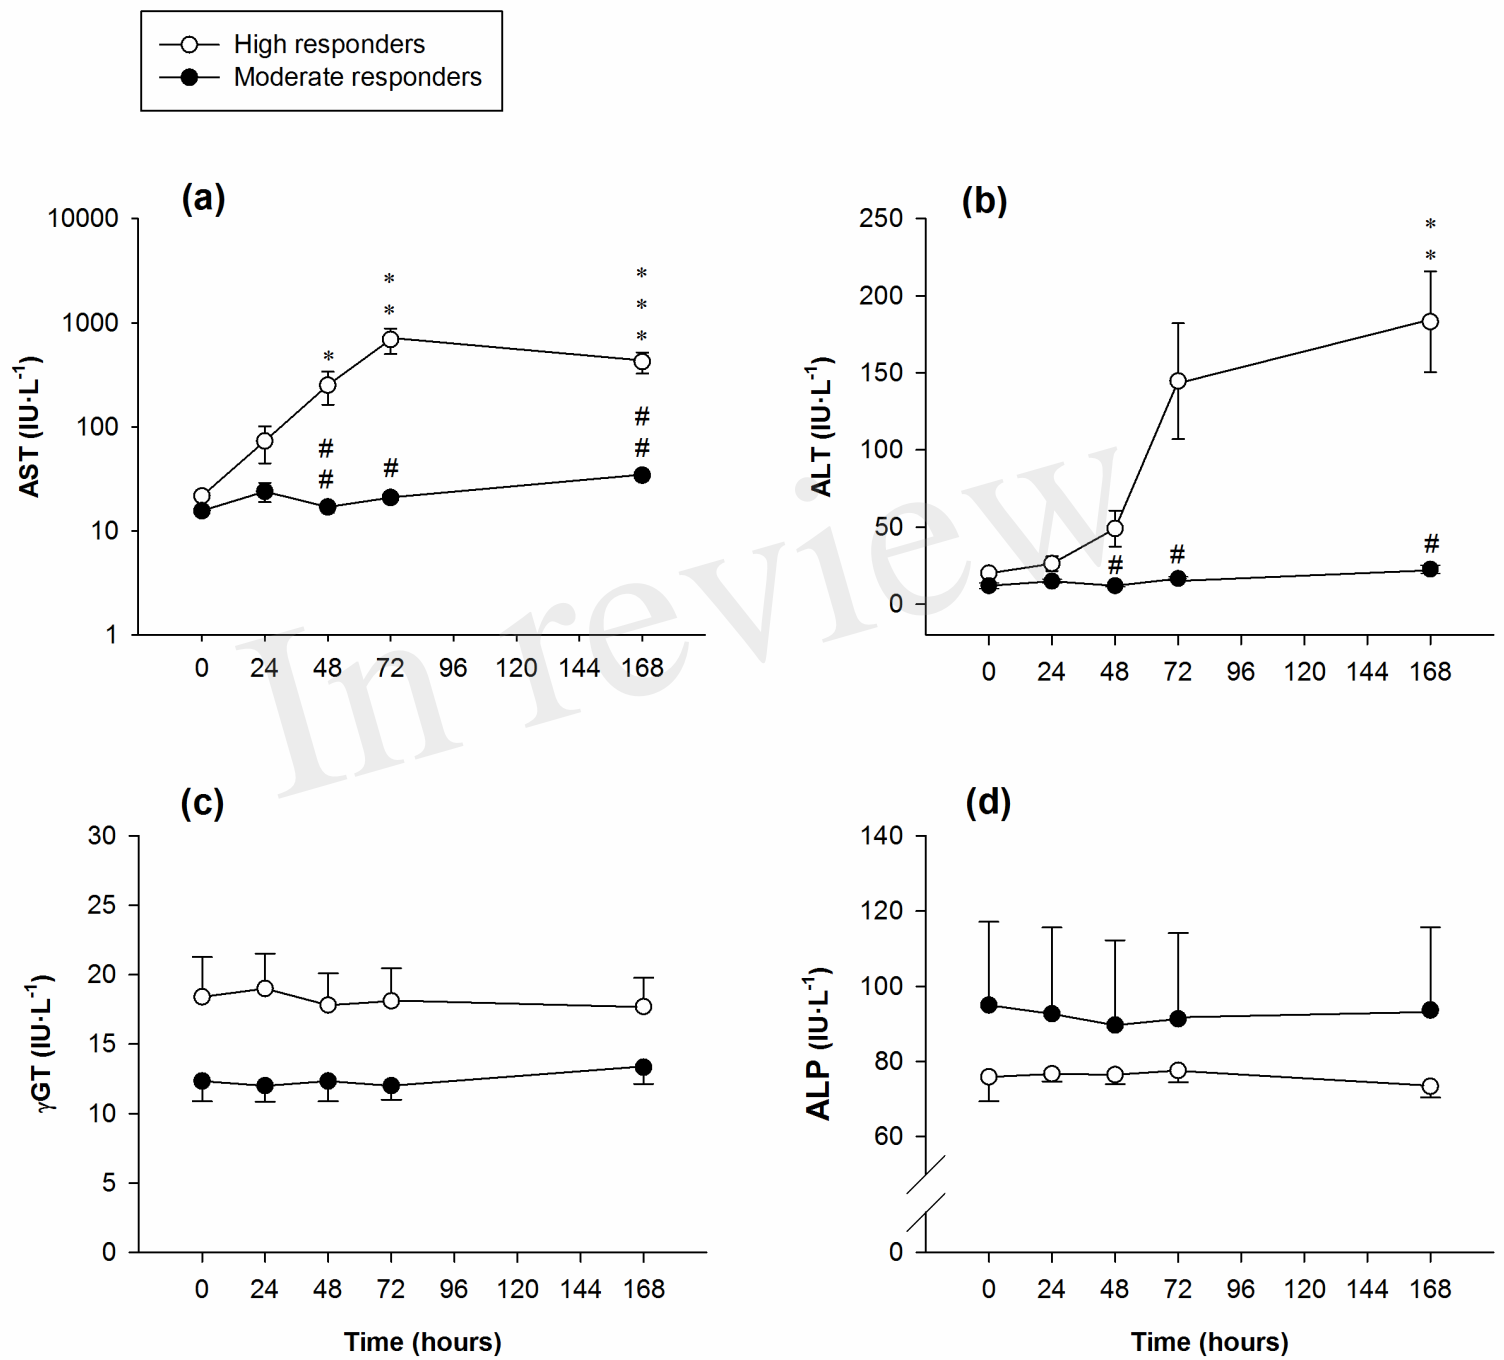 High responders
Moderate responders
(a)
10000
1000
100
10
1
AST (IU·L-1)
*
* *
* * *
# #
#
# #
0 24 48 72 96 120 144 168
(b)
250
200
150
100
50
0
ALT (IU·L-1)
* *
#
#
#
0 24 48 72 96 120 144 168
In review
(c)
30
25
20
15
10
5
0
γGT (IU·L-1)
0 24 48 72 96 120 144 168
Time (hours)
(d)
140
120
100
80
60
0
ALP (IU·L-1)
0 24 48 72 96 120 144 168
Time (hours)